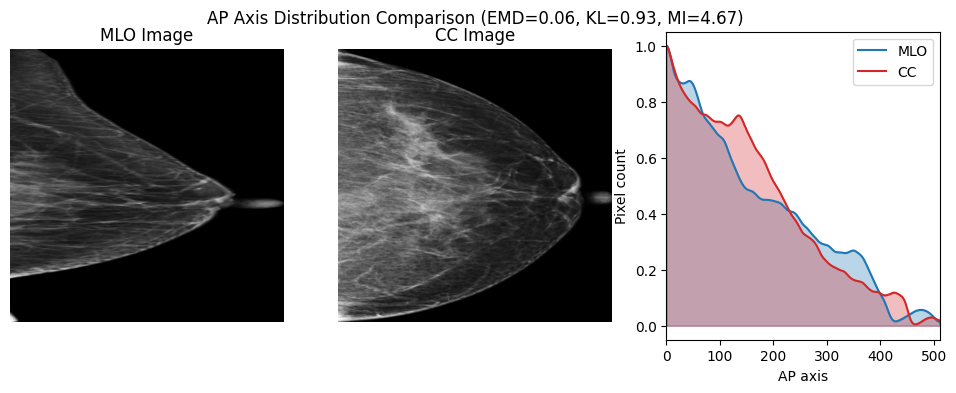 AP Axis Distribution Comparison (EMD=0.06, KL=0.93, MI=4.67)
MLO Image
CC Image
MLO
CC
Pixel count
1.0
0.8
0.6
0.4
0.2
0.0
0 100 200 300 400 500
AP axis